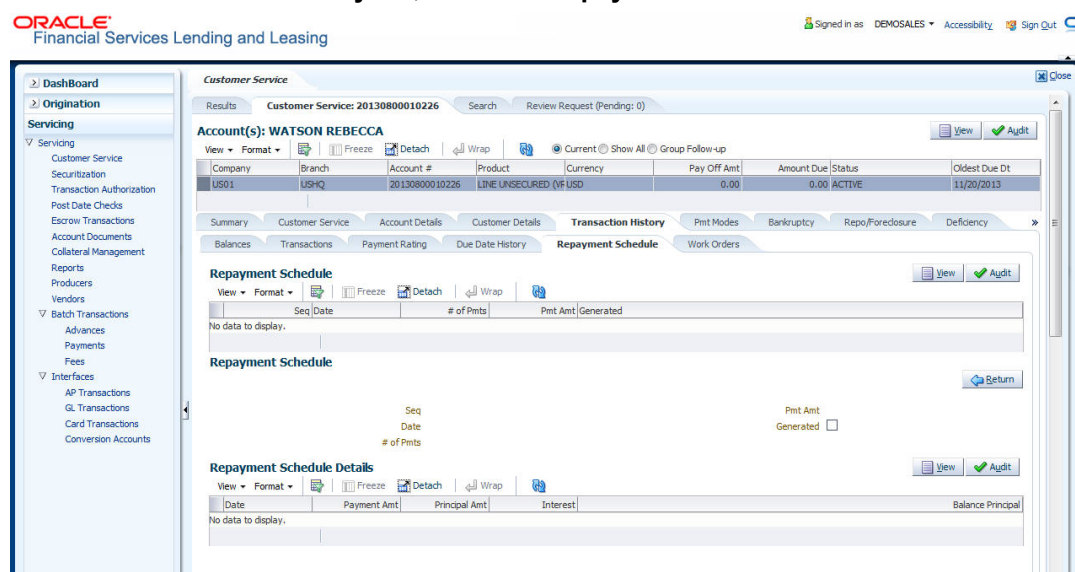 ORACLE
Financial Services Lending and Leasing
Signed in as DEMOSALES Accessibility Sign Out
DashBoard
Origination
Servicing
Servicing
Customer Service
Securitization
Transaction Authorization
Post Date Checks
Escrow Transactions
Account Documents
Collateral Management
Reports
Producers
Vendors
Batch Transactions
Advances
Payments
Fees
Interfaces
AP Transactions
GL Transactions
Card Transactions
Conversion Accounts
Customer Service
Close
Results Customer Service: 20130800010226 Search Review Request (Pending: 0)
Account(s): WATSON REBECCA
View Audit
View Format Freeze Detach Wrap Current Show All Group Follow-up
Company Branch Account # Product Currency Pay Off Amt Amount Due Status Oldest Due Dt
US01 USHQ 20130800010226 LINE UNSECURED (VF USD 0.00 0.00 ACTIVE 11/20/2013
Summary Customer Service Account Details Customer Details Transaction History Pmt Modes Bankruptcy Repo/Foreclosure Deficiency »
Balances Transactions Payment Rating Due Date History Repayment Schedule Work Orders
Repayment Schedule
View Audit
View Format Freeze Detach Wrap
Seq Date # of Pmts Pmt Amt Generated
No data to display.
Repayment Schedule
Return
Seq Pmt Amt
Date Generated
# of Pmts
Repayment Schedule Details
View Audit
View Format Freeze Detach Wrap
Date Payment Amt Principal Amt Interest Balance Principal
No data to display.